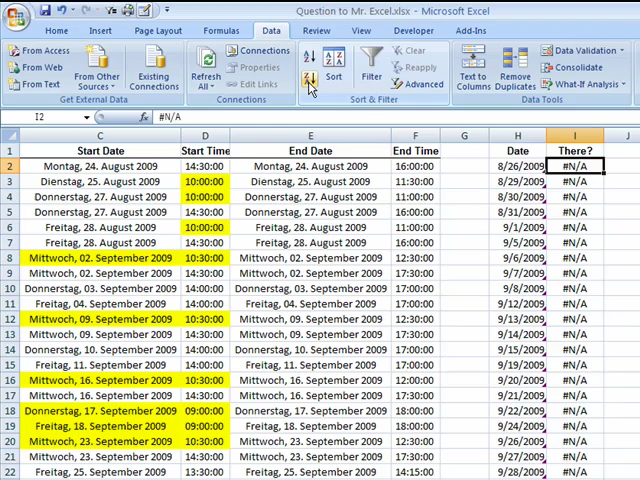 Question to Mr. Excel.xlsx - Microsoft Excel
Home Insert Page Layout Formulas Data Review View Developer Add-Ins
From Access
From Web
From Text
From Other Sources
Existing Connections
Get External Data
Refresh All
Connections
Properties
Edit Links
Connections
Sort
Filter
Clear
Reapply
Advanced
Sort & Filter
Text to Columns
Remove Duplicates
Data Validation
Consolidate
What-If Analysis
Data Tools
I2 fx #N/A
C D E F G H I J
1 Start Date Start Time End Date End Time Date There?
2 Montag, 24. August 2009 14:30:00 Montag, 24. August 2009 16:00:00 8/26/2009 #N/A
3 Dienstag, 25. August 2009 10:00:00 Dienstag, 25. August 2009 11:30:00 8/29/2009 #N/A
4 Donnerstag, 27. August 2009 10:00:00 Donnerstag, 27. August 2009 11:30:00 8/30/2009 #N/A
5 Donnerstag, 27. August 2009 14:30:00 Donnerstag, 27. August 2009 16:00:00 8/31/2009 #N/A
6 Freitag, 28. August 2009 10:00:00 Freitag, 28. August 2009 11:30:00 9/1/2009 #N/A
7 Freitag, 28. August 2009 14:30:00 Freitag, 28. August 2009 16:00:00 9/5/2009 #N/A
8 Mittwoch, 02. September 2009 10:30:00 Mittwoch, 02. September 2009 12:30:00 9/6/2009 #N/A
9 Mittwoch, 02. September 2009 14:30:00 Mittwoch, 02. September 2009 17:00:00 9/7/2009 #N/A
10 Donnerstag, 03. September 2009 14:00:00 Donnerstag, 03. September 2009 17:00:00 9/8/2009 #N/A
11 Freitag, 04. September 2009 14:00:00 Freitag, 04. September 2009 17:00:00 9/12/2009 #N/A
12 Mittwoch, 09. September 2009 10:30:00 Mittwoch, 09. September 2009 12:30:00 9/13/2009 #N/A
13 Mittwoch, 09. September 2009 14:30:00 Mittwoch, 09. September 2009 17:00:00 9/14/2009 #N/A
14 Donnerstag, 10. September 2009 14:00:00 Donnerstag, 10. September 2009 17:00:00 9/15/2009 #N/A
15 Freitag, 11. September 2009 14:00:00 Freitag, 11. September 2009 17:00:00 9/19/2009 #N/A
16 Mittwoch, 16. September 2009 10:30:00 Mittwoch, 16. September 2009 12:00:00 9/20/2009 #N/A
17 Mittwoch, 16. September 2009 14:30:00 Mittwoch, 16. September 2009 17:00:00 9/21/2009 #N/A
18 Donnerstag, 17. September 2009 09:00:00 Donnerstag, 17. September 2009 18:00:00 9/22/2009 #N/A
19 Freitag, 18. September 2009 09:00:00 Freitag, 18. September 2009 18:00:00 9/24/2009 #N/A
20 Mittwoch, 23. September 2009 10:30:00 Mittwoch, 23. September 2009 12:30:00 9/26/2009 #N/A
21 Mittwoch, 23. September 2009 14:30:00 Mittwoch, 23. September 2009 17:00:00 9/27/2009 #N/A
22 Freitag, 25. September 2009 13:30:00 Freitag, 25. September 2009 14:15:00 9/28/2009 #N/A